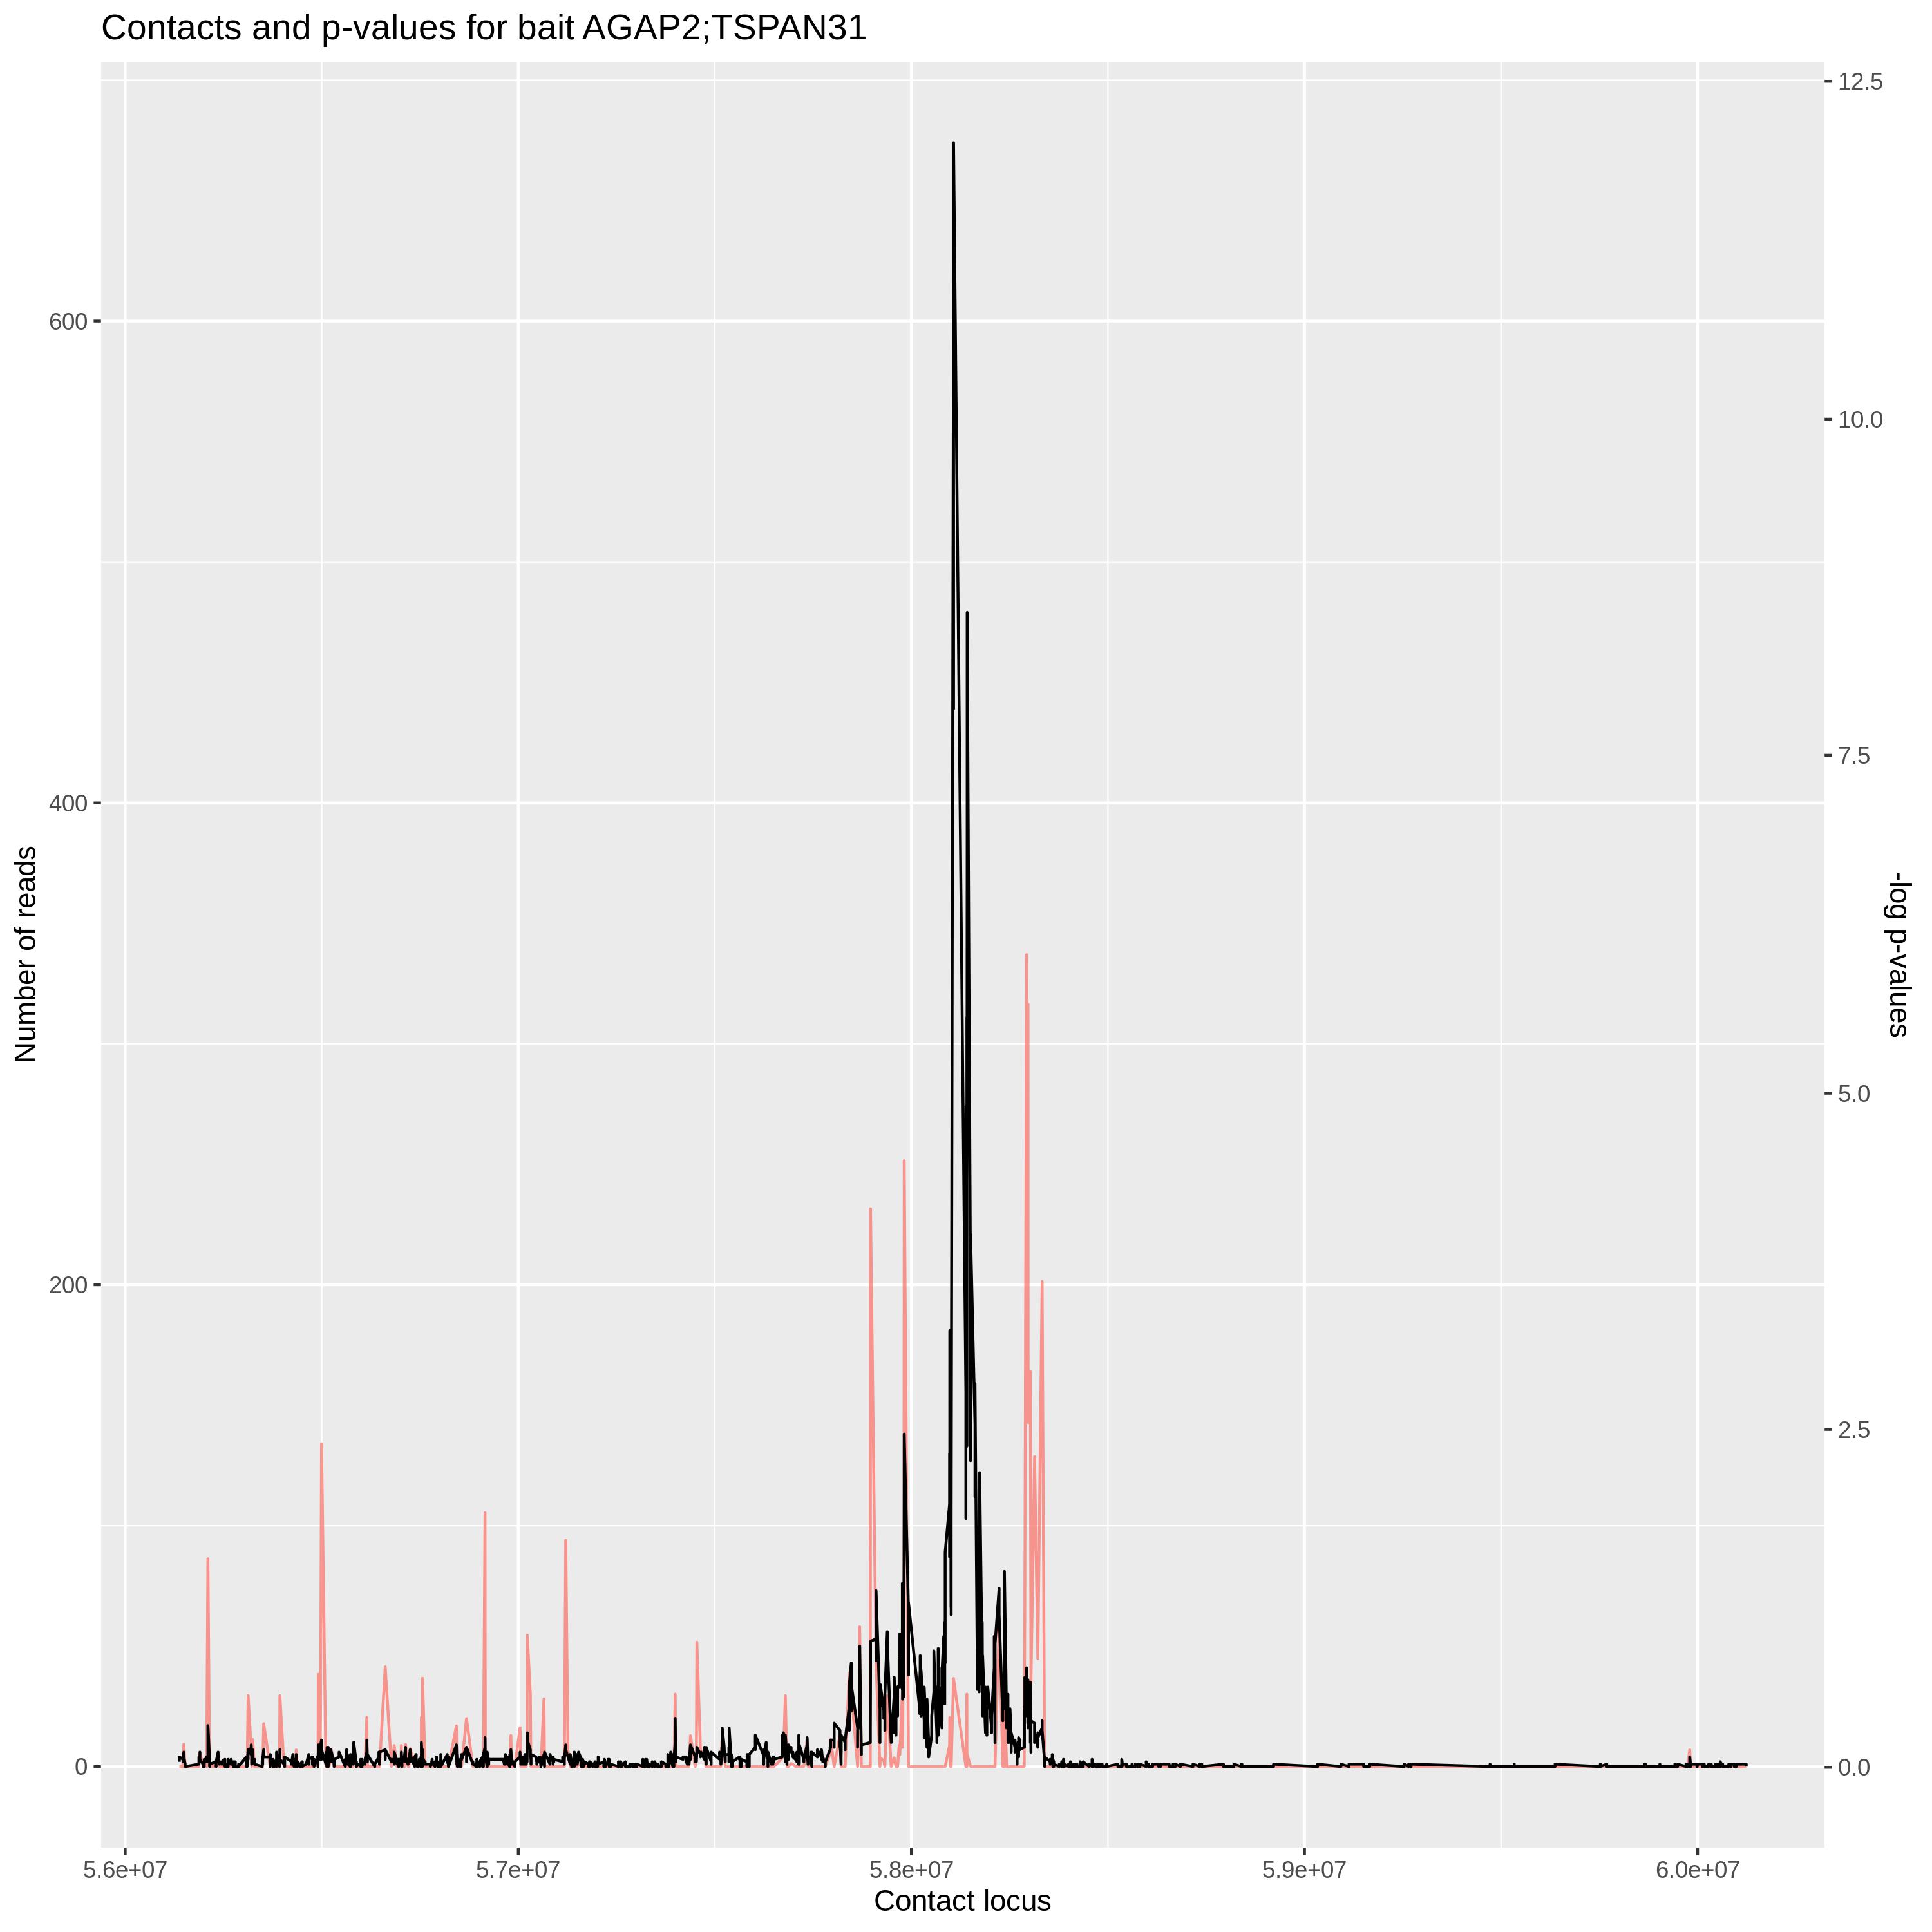 Contacts and p-values for bait AGAP2;TSPAN31
12.5
10.0
7.5
5.0
2.5
0.0
-log p-values
600
400
200
0
Number of reads
5.6e+07 5.7e+07 5.8e+07 5.9e+07 6.0e+07
Contact locus